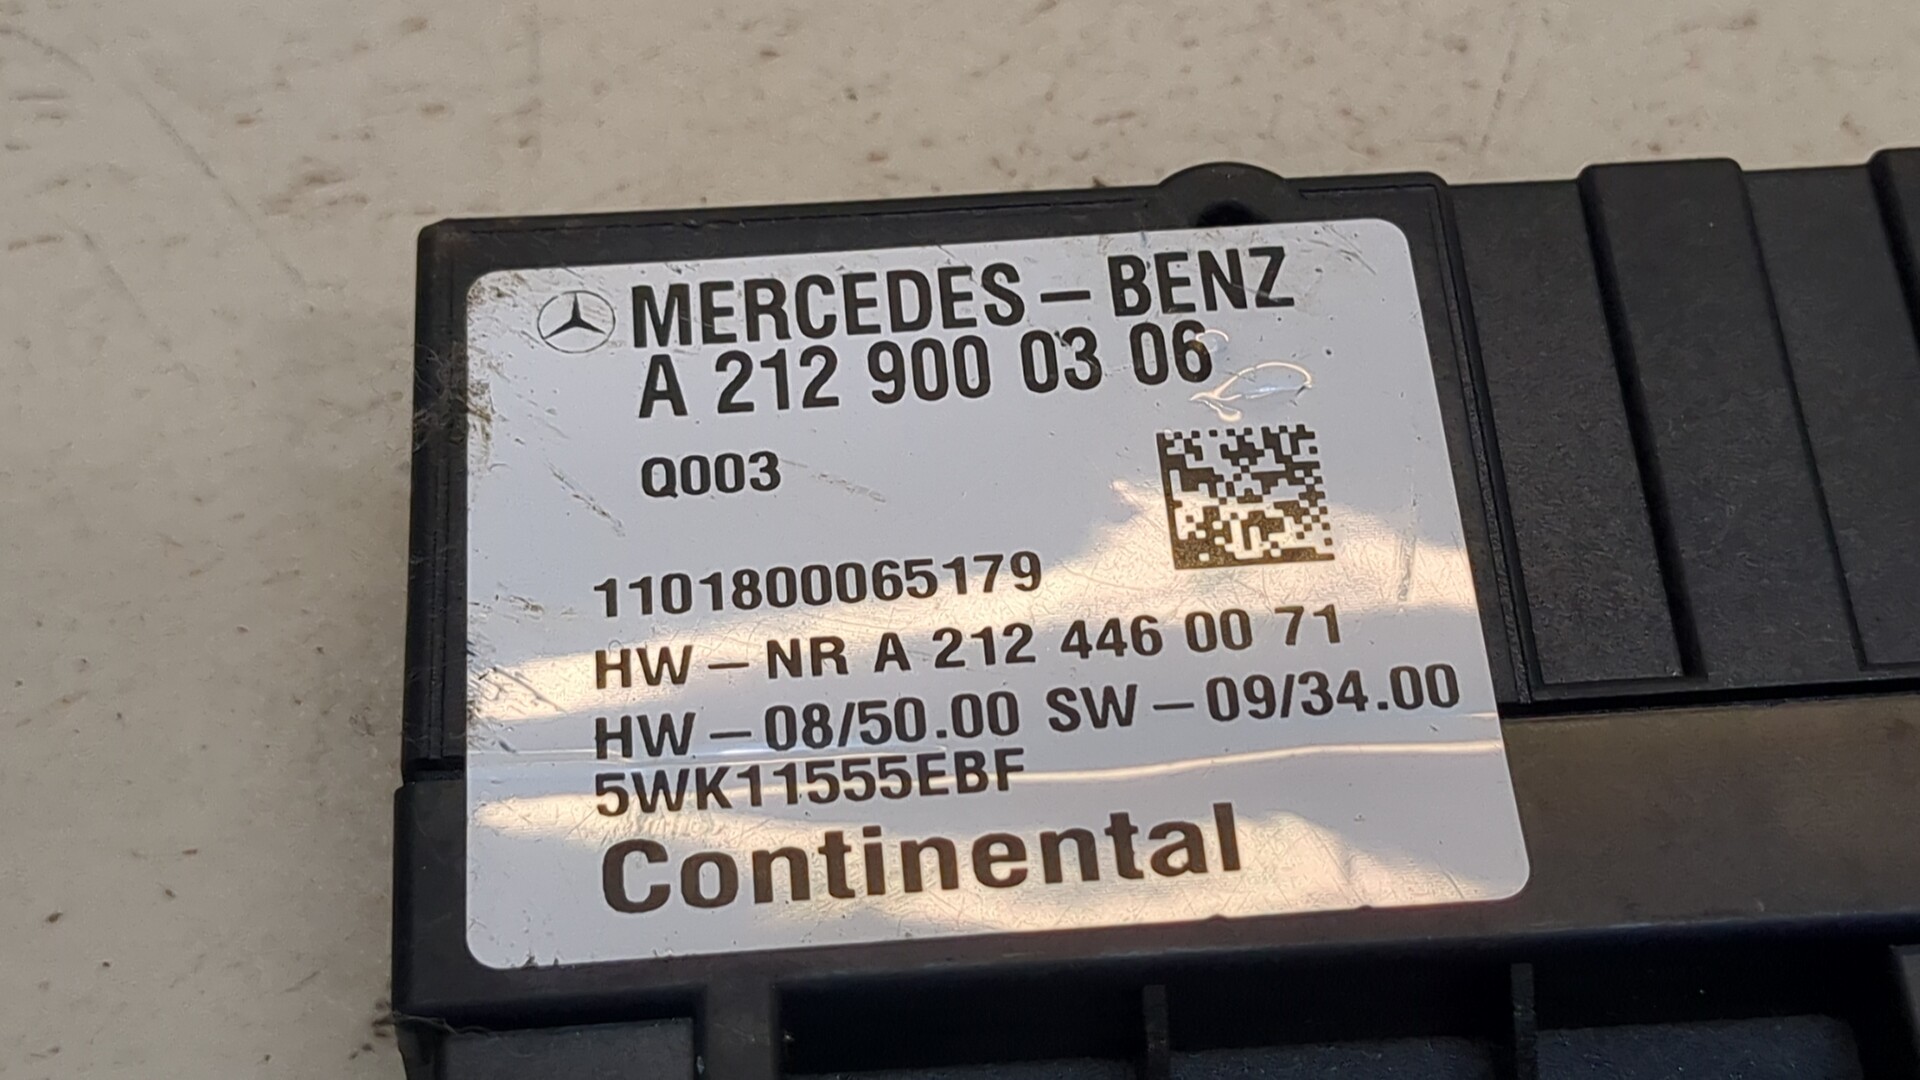 MERCEDES-BENZ
A 212 900 03 06
Q003
1101800065179
HW-NR A 212 446 00 71
HW-08/50.00 SW-09/34.00
5WK11555EBF
Continental